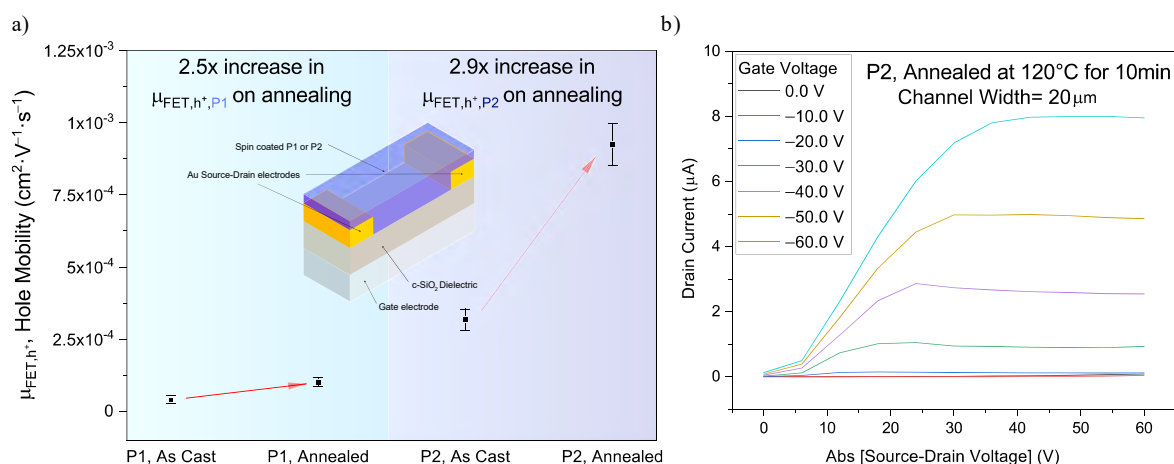 a)
μFET,h⁺, Hole Mobility (cm²·V⁻¹·s⁻¹)
1.25x10⁻³
1x10⁻³
7.5x10⁻⁴
5x10⁻⁴
2.5x10⁻⁴
0
2.5x increase in
μFET,h⁺,P1 on annealing
2.9x increase in
μFET,h⁺,P2 on annealing
Spin coated P1 or P2
Au Source-Drain electrodes
c-SiO₂ Dielectric
Gate electrode
P1, As Cast
P1, Annealed
P2, As Cast
P2, Annealed
b)
Drain Current (μA)
10
8
6
4
2
0
Gate Voltage
0.0 V
−10.0 V
−20.0 V
−30.0 V
−40.0 V
−50.0 V
−60.0 V
P2, Annealed at 120°C for 10min
Channel Width= 20μm
0 10 20 30 40 50 60
Abs [Source-Drain Voltage] (V)